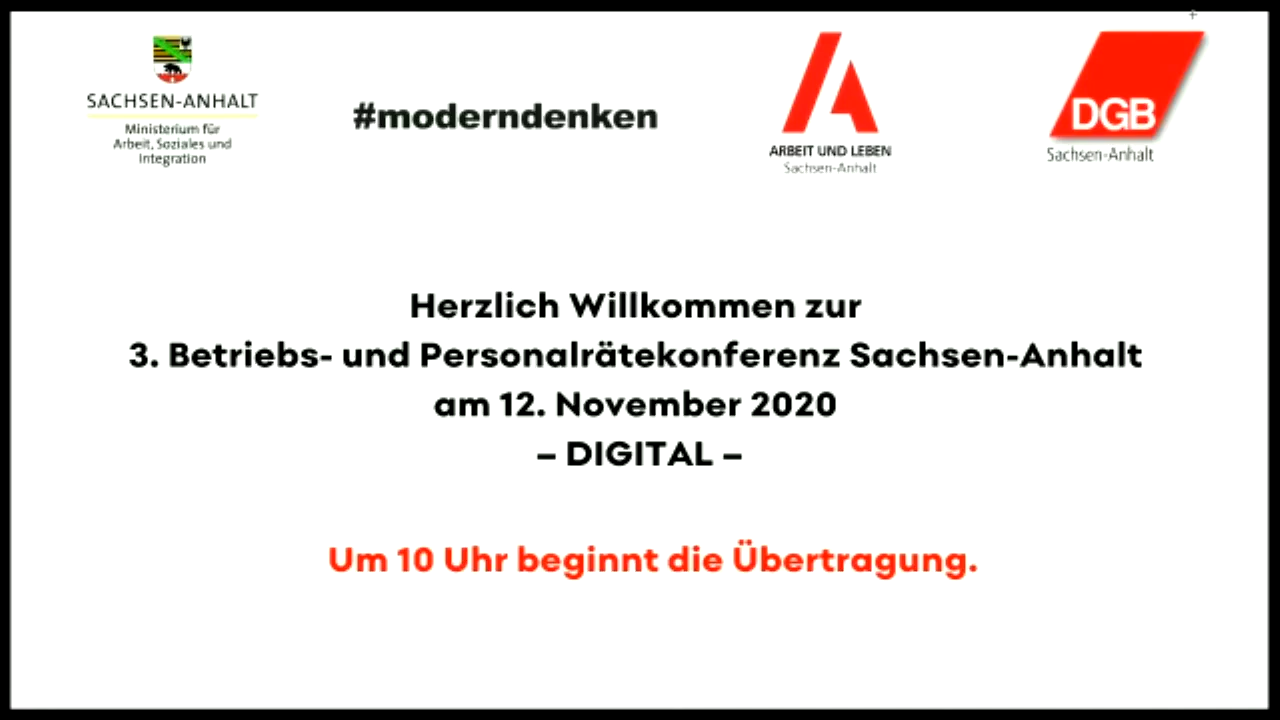 SACHSEN-ANHALT
Ministerium für
Arbeit, Soziales und
Integration
#moderndenken
ARBEIT UND LEBEN
Sachsen-Anhalt
DGB
Sachsen-Anhalt
Herzlich Willkommen zur
3. Betriebs- und Personalrätekonferenz Sachsen-Anhalt
am 12. November 2020
– DIGITAL –
Um 10 Uhr beginnt die Übertragung.